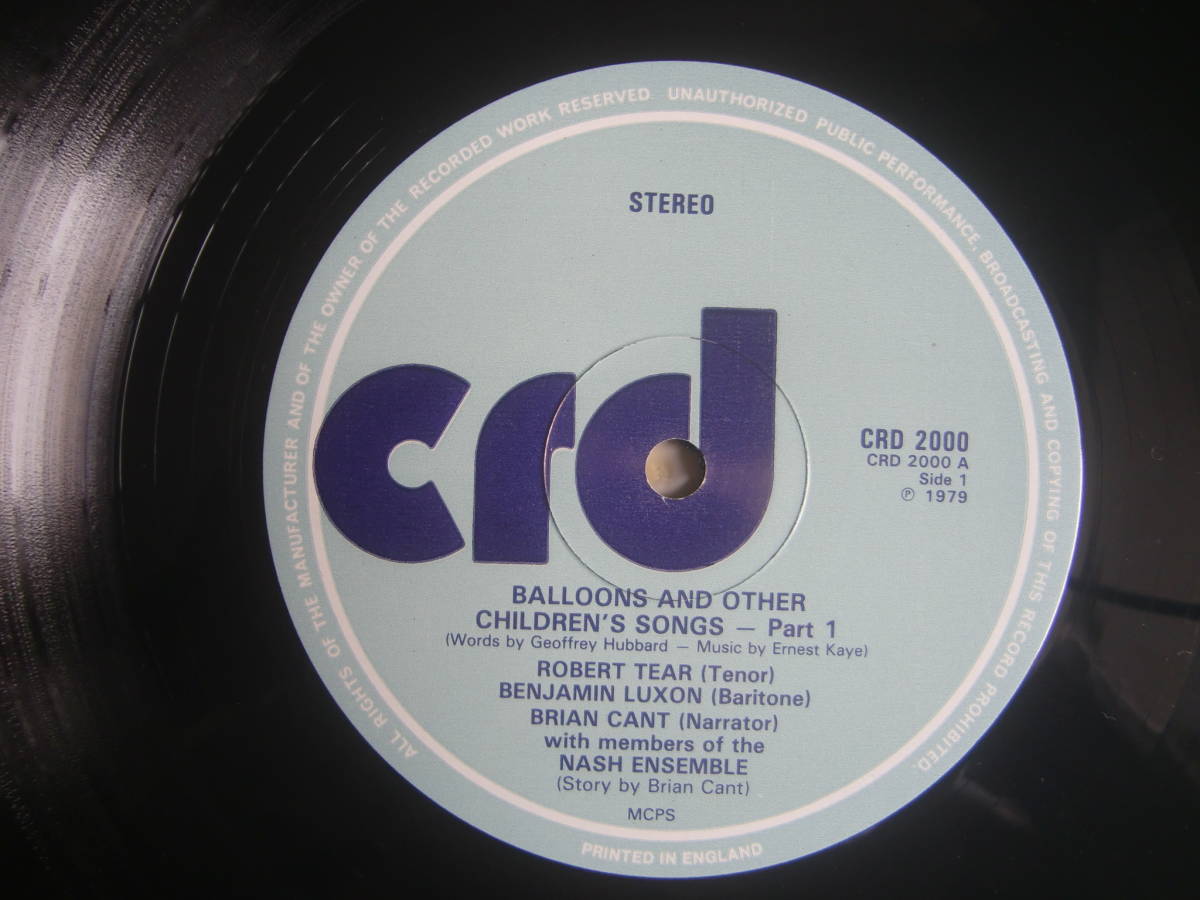 ALL RIGHTS OF THE MANUFACTURER AND OF THE OWNER OF THE RECORDED WORK RESERVED UNAUTHORIZED PUBLIC PERFORMANCE, BROADCASTING AND COPYING OF THIS RECORD PROHIBITED.
STEREO
crd
CRD 2000
CRD 2000 A
Side 1
℗ 1979
BALLOONS AND OTHER
CHILDREN'S SONGS — Part 1
(Words by Geoffrey Hubbard — Music by Ernest Kaye)
ROBERT TEAR (Tenor)
BENJAMIN LUXON (Baritone)
BRIAN CANT (Narrator)
with members of the
NASH ENSEMBLE
(Story by Brian Cant)
MCPS
PRINTED IN ENGLAND